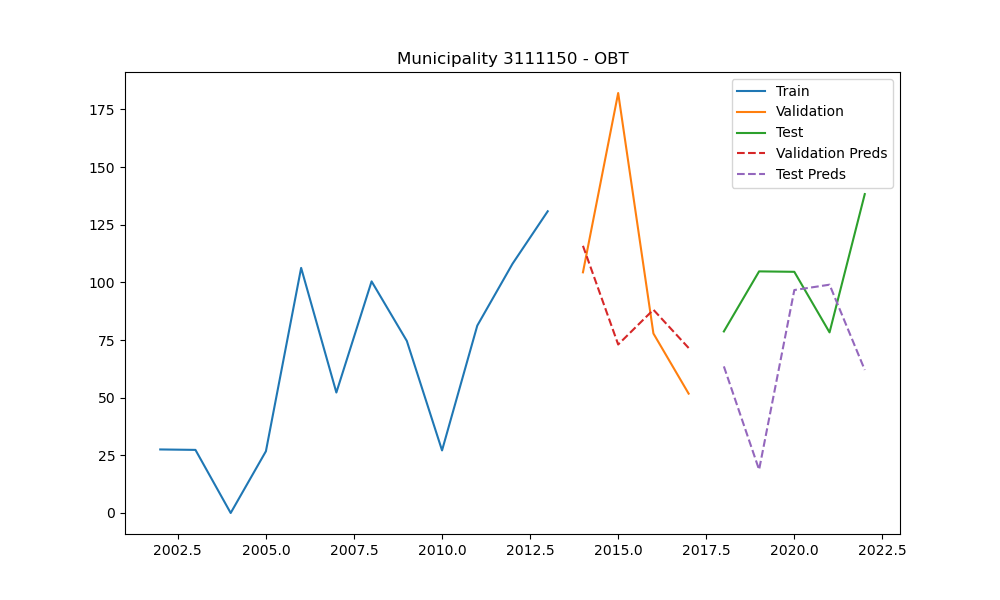 Municipality 3111150 - OBT
Train
Validation
Test
Validation Preds
Test Preds
175
150
125
100
75
50
25
0
2002.5 2005.0 2007.5 2010.0 2012.5 2015.0 2017.5 2020.0 2022.5